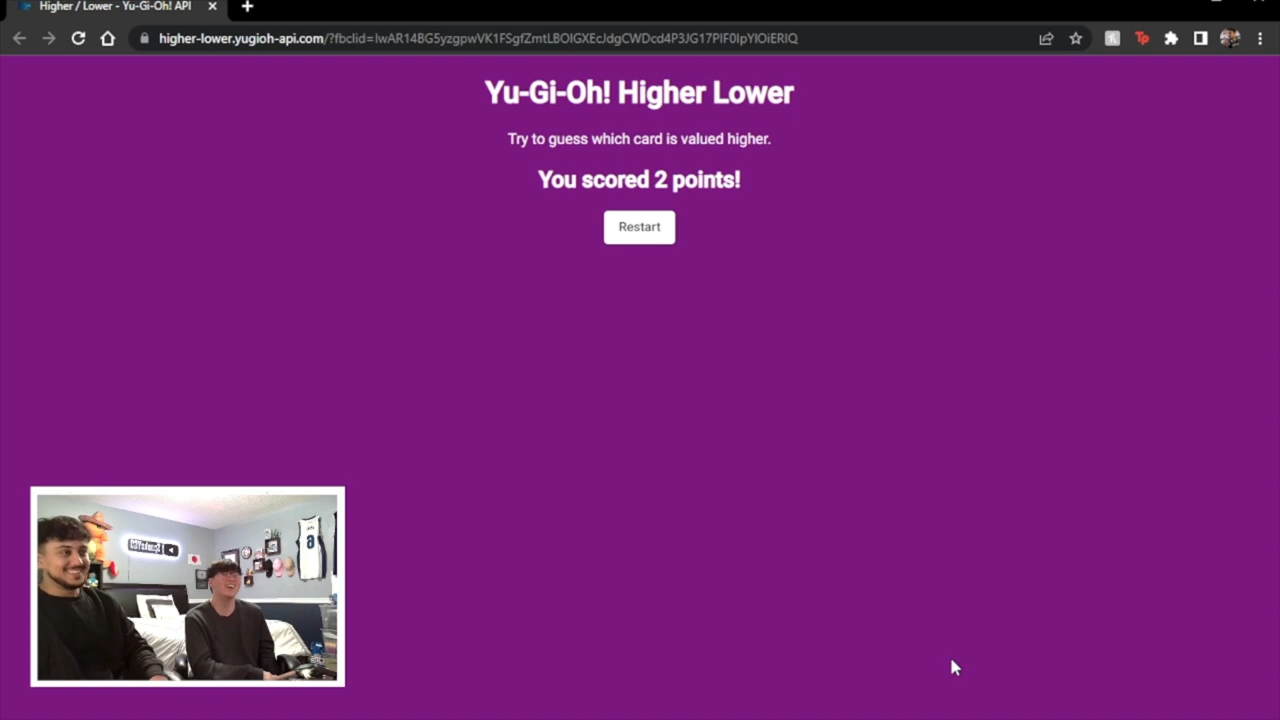 Higher / Lower - Yu-Gi-Oh! API
higher-lower.yugioh-api.com/?fbclid=IwAR14BG5yzgpwVK1FSgfZmtLBOIGXEcJdgCWDcd4P3JG17PlF0lpYlOiERlQ
Yu-Gi-Oh! Higher Lower
Try to guess which card is valued higher.
You scored 2 points!
Restart